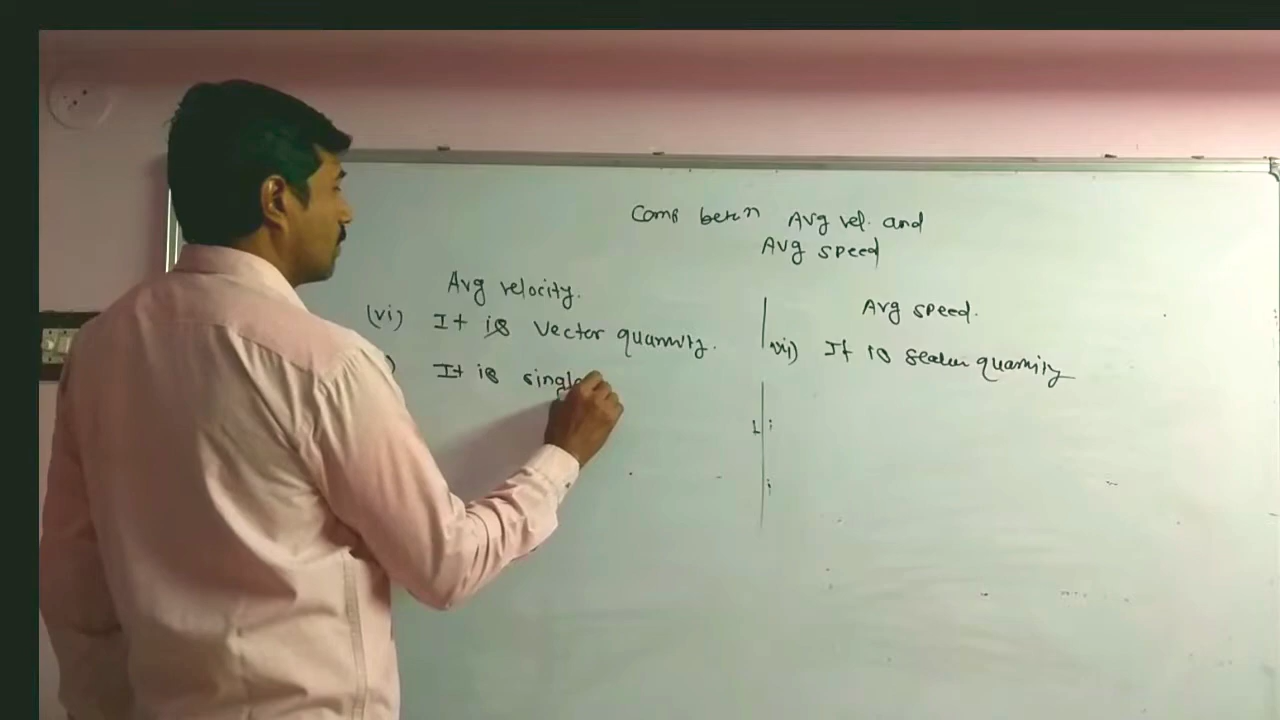 Comp betn Avg vel. and
Avg speed
Avg velocity.
(vi) It is vector quantity.
) It is single
Avg speed.
vi) It is scalar quantity